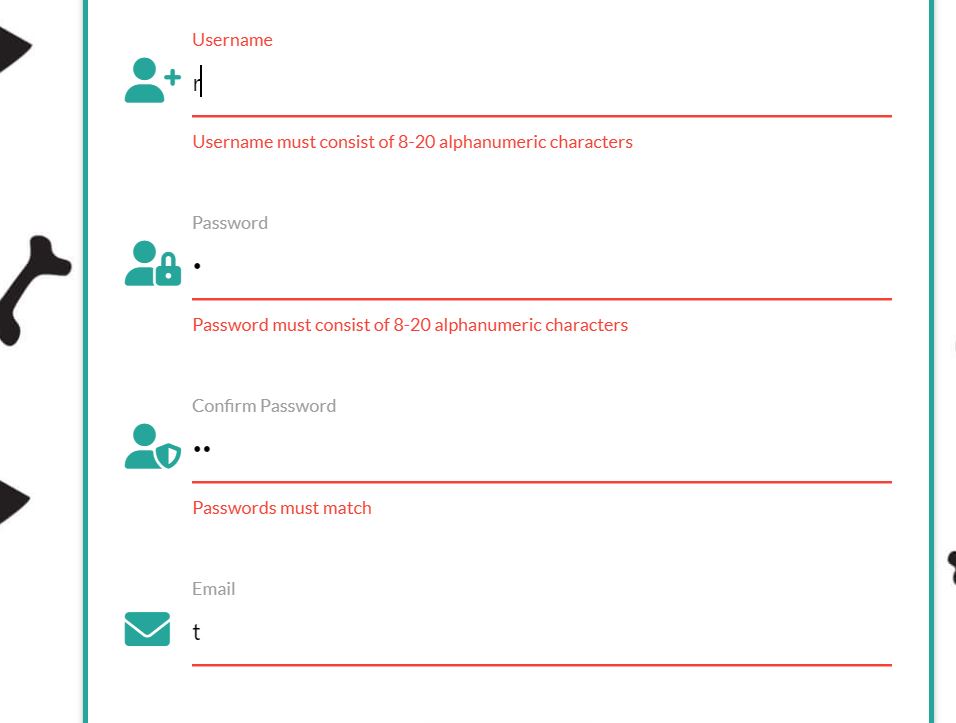 Username
r
Username must consist of 8-20 alphanumeric characters
Password
•
Password must consist of 8-20 alphanumeric characters
Confirm Password
••
Passwords must match
Email
t